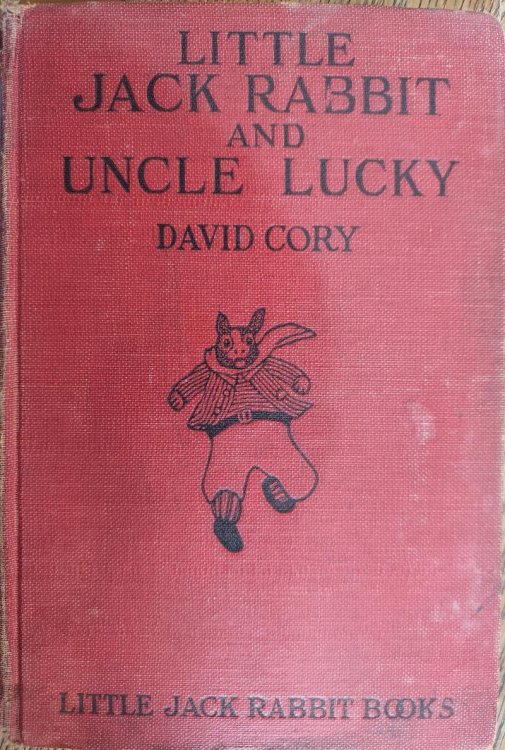 LITTLE
JACK RABBIT
AND
UNCLE LUCKY
DAVID CORY
LITTLE JACK RABBIT BOOKS